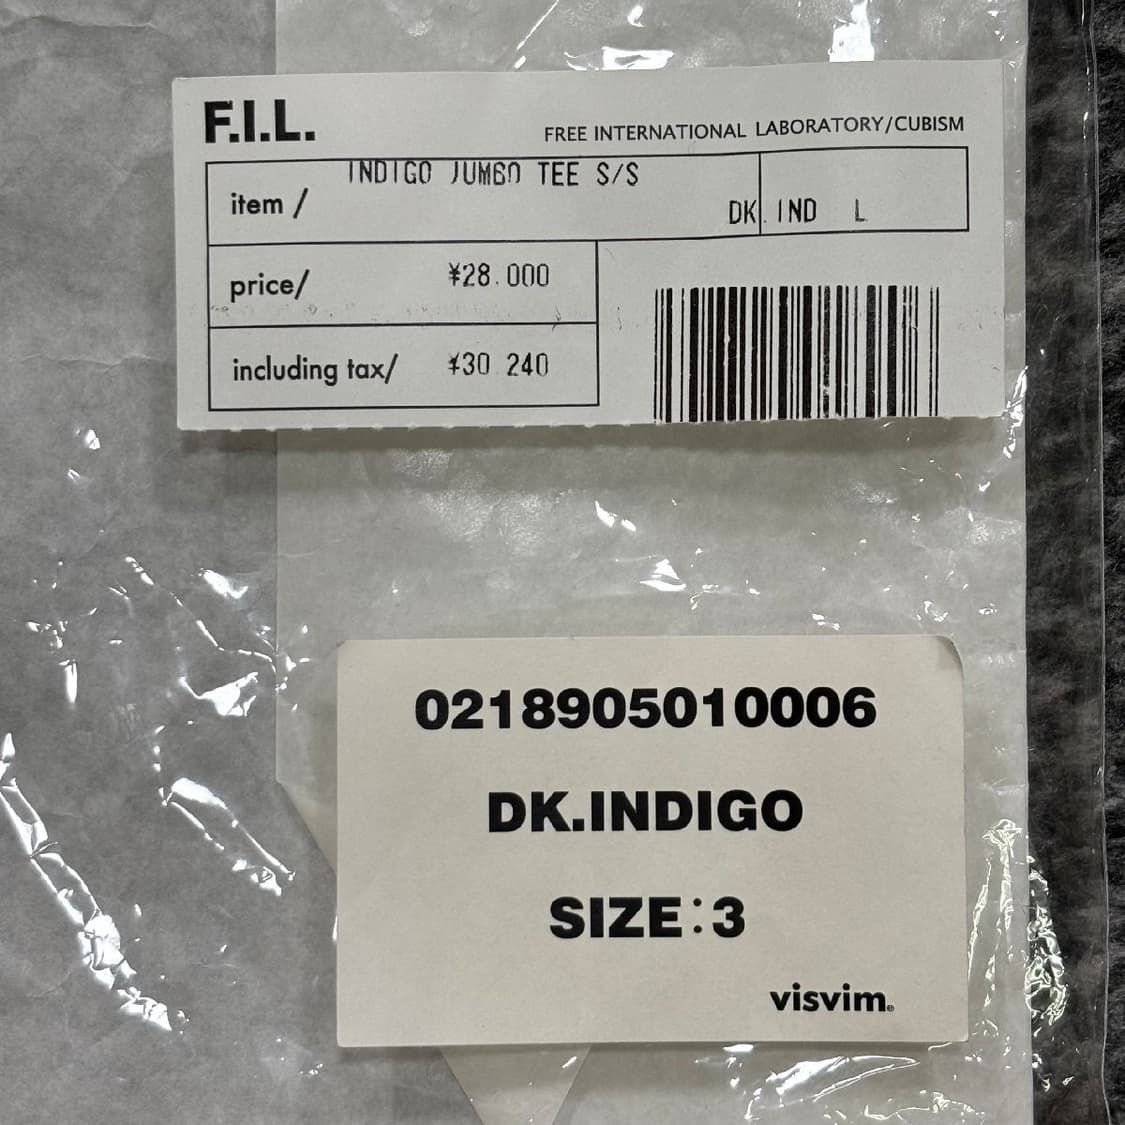 F.I.L.
FREE INTERNATIONAL LABORATORY/CUBISM
INDIGO JUMBO TEE S/S
item /
DK. IND L
price/ ¥28.000
including tax/ ¥30 240
0218905010006
DK.INDIGO
SIZE:3
visvim®